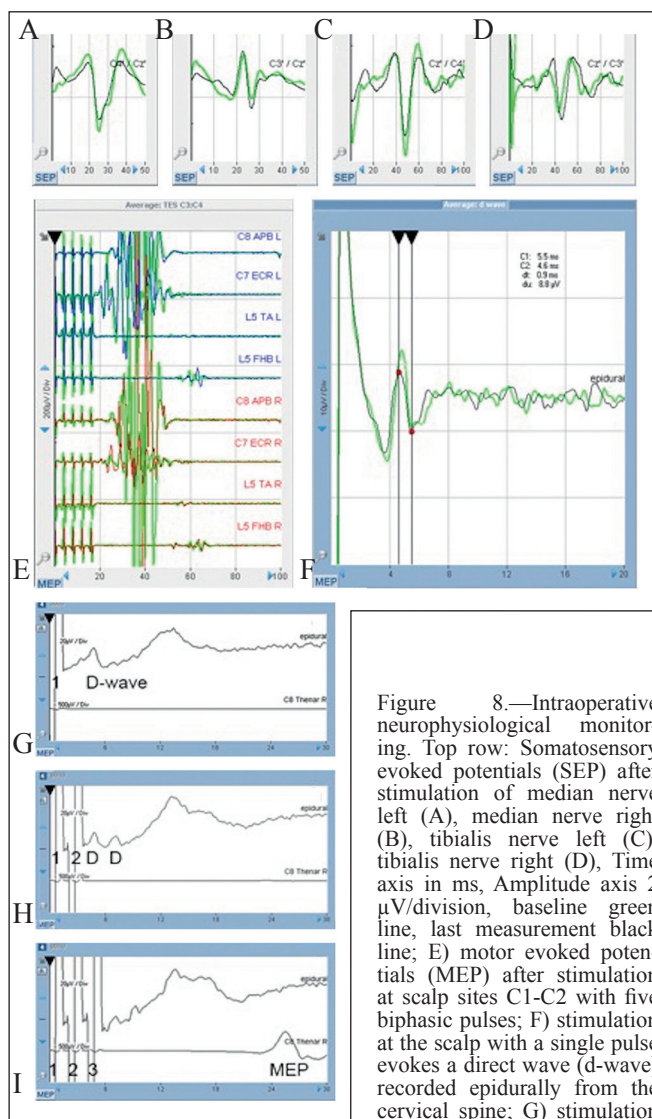 A
B
C
D
C3' / Cz'
Cz' / C4'
Cz' / C3'
10 20 30 40 50
10 20 30 40 50
20 40 60 80 100
20 40 60 80 100
SEP
SEP
SEP
SEP
Average: TES C3:C4
200µV / Div
C8 APB L
C7 ECR L
L5 TA L
L5 FHB L
C8 APB R
C7 ECR R
L5 TA R
L5 FHB R
E
MEP
20 40 60 80 100
Average: d wave
10µV / Div
C1: 5.5 ms
C2: 4.6 ms
dt: 0.9 ms
du: 8.8 µV
epidural
F
MEP
4 8 12 16 20
20µV / Div
epidural
1 D-wave
500µV / Div
C8 Thenar R
G
MEP
6 12 18 24 30
20µV / Div
epidural
1 2 D D
500µV / Div
C8 Thenar R
H
MEP
6 12 18 24 30
20µV / Div
epidural
500µV / Div
C8 Thenar R
1 2 3 MEP
I
MEP
6 12 18 24 30
Figure 8.—Intraoperative
neurophysiological monitor
ing. Top row: Somatosensory
evoked potentials (SEP) after
stimulation of median nerve
left (A), median nerve righ
(B), tibialis nerve left (C)
tibialis nerve right (D), Time
axis in ms, Amplitude axis 2
µV/division, baseline green
line, last measurement black
line; E) motor evoked poten
tials (MEP) after stimulation
at scalp sites C1-C2 with five
biphasic pulses; F) stimulation
at the scalp with a single pulse
evokes a direct wave (d-wave)
recorded epidurally from the
cervical spine; G) stimulation